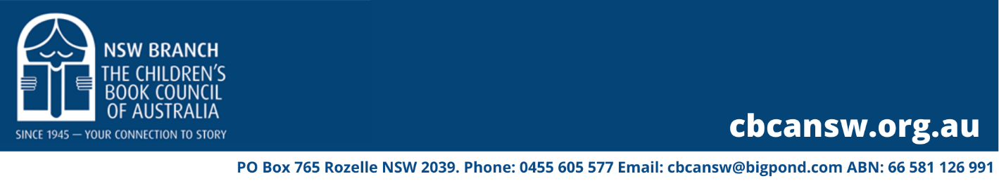 NSW BRANCH
THE CHILDREN'S
BOOK COUNCIL
OF AUSTRALIA
SINCE 1945 — YOUR CONNECTION TO STORY
cbcansw.org.au
PO Box 765 Rozelle NSW 2039. Phone: 0455 605 577 Email: cbcansw@bigpond.com ABN: 66 581 126 991